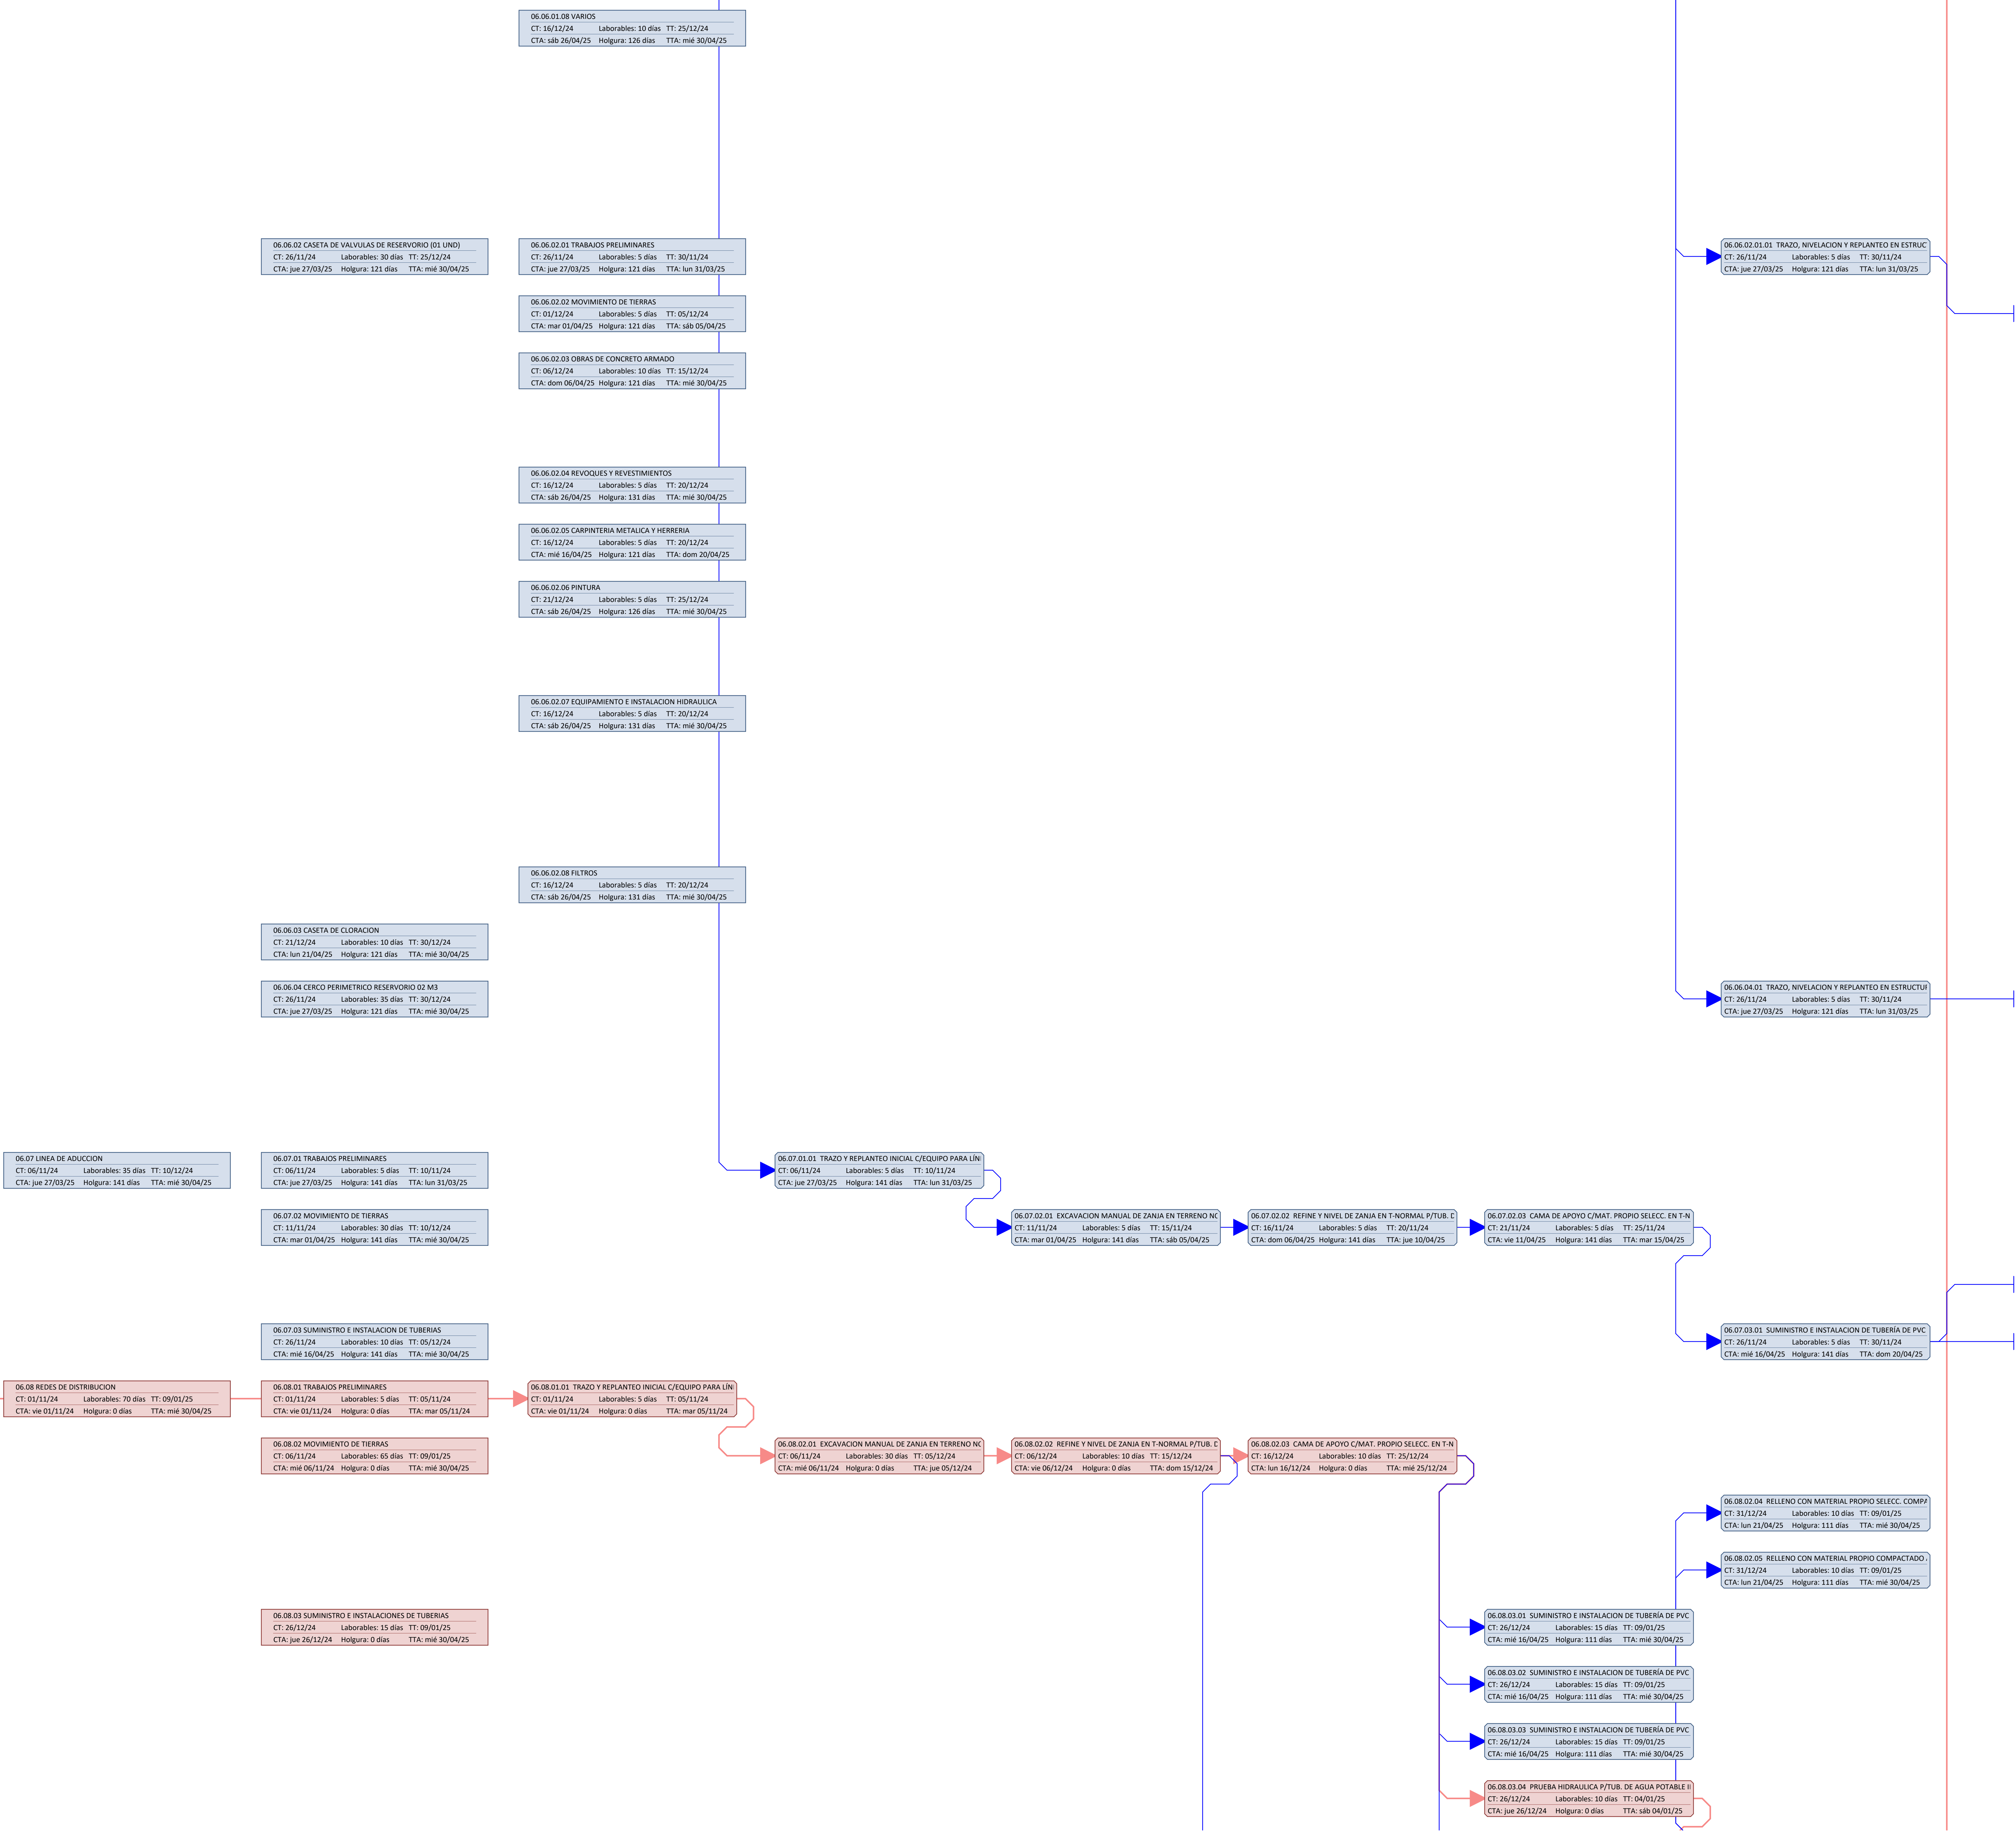 06.06.01.08 VARIOS
CT: 16/12/24 Laborables: 10 días TT: 25/12/24
CTA: sáb 26/04/25 Holgura: 126 días TTA: mié 30/04/25
06.06.02 CASETA DE VALVULAS DE RESERVORIO (01 UND)
CT: 26/11/24 Laborables: 30 días TT: 25/12/24
CTA: jue 27/03/25 Holgura: 121 días TTA: mié 30/04/25
06.06.02.01 TRABAJOS PRELIMINARES
CT: 26/11/24 Laborables: 5 días TT: 30/11/24
CTA: jue 27/03/25 Holgura: 121 días TTA: lun 31/03/25
06.06.02.01.01 TRAZO, NIVELACION Y REPLANTEO EN ESTRUC
CT: 26/11/24 Laborables: 5 días TT: 30/11/24
CTA: jue 27/03/25 Holgura: 121 días TTA: lun 31/03/25
06.06.02.02 MOVIMIENTO DE TIERRAS
CT: 01/12/24 Laborables: 5 días TT: 05/12/24
CTA: mar 01/04/25 Holgura: 121 días TTA: sáb 05/04/25
06.06.02.03 OBRAS DE CONCRETO ARMADO
CT: 06/12/24 Laborables: 10 días TT: 15/12/24
CTA: dom 06/04/25 Holgura: 121 días TTA: mié 30/04/25
06.06.02.04 REVOQUES Y REVESTIMIENTOS
CT: 16/12/24 Laborables: 5 días TT: 20/12/24
CTA: sáb 26/04/25 Holgura: 131 días TTA: mié 30/04/25
06.06.02.05 CARPINTERIA METALICA Y HERRERIA
CT: 16/12/24 Laborables: 5 días TT: 20/12/24
CTA: mié 16/04/25 Holgura: 121 días TTA: dom 20/04/25
06.06.02.06 PINTURA
CT: 21/12/24 Laborables: 5 días TT: 25/12/24
CTA: sáb 26/04/25 Holgura: 126 días TTA: mié 30/04/25
06.06.02.07 EQUIPAMIENTO E INSTALACION HIDRAULICA
CT: 16/12/24 Laborables: 5 días TT: 20/12/24
CTA: sáb 26/04/25 Holgura: 131 días TTA: mié 30/04/25
06.06.02.08 FILTROS
CT: 16/12/24 Laborables: 5 días TT: 20/12/24
CTA: sáb 26/04/25 Holgura: 131 días TTA: mié 30/04/25
06.06.03 CASETA DE CLORACION
CT: 21/12/24 Laborables: 10 días TT: 30/12/24
CTA: lun 21/04/25 Holgura: 121 días TTA: mié 30/04/25
06.06.04 CERCO PERIMETRICO RESERVORIO 02 M3
CT: 26/11/24 Laborables: 35 días TT: 30/12/24
CTA: jue 27/03/25 Holgura: 121 días TTA: mié 30/04/25
06.06.04.01 TRAZO, NIVELACION Y REPLANTEO EN ESTRUCTUR
CT: 26/11/24 Laborables: 5 días TT: 30/11/24
CTA: jue 27/03/25 Holgura: 121 días TTA: lun 31/03/25
06.07 LINEA DE ADUCCION
CT: 06/11/24 Laborables: 35 días TT: 10/12/24
CTA: jue 27/03/25 Holgura: 141 días TTA: mié 30/04/25
06.07.01 TRABAJOS PRELIMINARES
CT: 06/11/24 Laborables: 5 días TT: 10/11/24
CTA: jue 27/03/25 Holgura: 141 días TTA: lun 31/03/25
06.07.01.01 TRAZO Y REPLANTEO INICIAL C/EQUIPO PARA LÍNE
CT: 06/11/24 Laborables: 5 días TT: 10/11/24
CTA: jue 27/03/25 Holgura: 141 días TTA: lun 31/03/25
06.07.02 MOVIMIENTO DE TIERRAS
CT: 11/11/24 Laborables: 30 días TT: 10/12/24
CTA: mar 01/04/25 Holgura: 141 días TTA: mié 30/04/25
06.07.02.01 EXCAVACION MANUAL DE ZANJA EN TERRENO NO
CT: 11/11/24 Laborables: 5 días TT: 15/11/24
CTA: mar 01/04/25 Holgura: 141 días TTA: sáb 05/04/25
06.07.02.02 REFINE Y NIVEL DE ZANJA EN T-NORMAL P/TUB. D
CT: 16/11/24 Laborables: 5 días TT: 20/11/24
CTA: dom 06/04/25 Holgura: 141 días TTA: jue 10/04/25
06.07.02.03 CAMA DE APOYO C/MAT. PROPIO SELECC. EN T-N
CT: 21/11/24 Laborables: 5 días TT: 25/11/24
CTA: vie 11/04/25 Holgura: 141 días TTA: mar 15/04/25
06.07.03 SUMINISTRO E INSTALACION DE TUBERIAS
CT: 26/11/24 Laborables: 10 días TT: 05/12/24
CTA: mié 16/04/25 Holgura: 141 días TTA: mié 30/04/25
06.07.03.01 SUMINISTRO E INSTALACION DE TUBERÍA DE PVC
CT: 26/11/24 Laborables: 5 días TT: 30/11/24
CTA: mié 16/04/25 Holgura: 141 días TTA: dom 20/04/25
06.08 REDES DE DISTRIBUCION
CT: 01/11/24 Laborables: 70 días TT: 09/01/25
CTA: vie 01/11/24 Holgura: 0 días TTA: mié 30/04/25
06.08.01 TRABAJOS PRELIMINARES
CT: 01/11/24 Laborables: 5 días TT: 05/11/24
CTA: vie 01/11/24 Holgura: 0 días TTA: mar 05/11/24
06.08.01.01 TRAZO Y REPLANTEO INICIAL C/EQUIPO PARA LÍNE
CT: 01/11/24 Laborables: 5 días TT: 05/11/24
CTA: vie 01/11/24 Holgura: 0 días TTA: mar 05/11/24
06.08.02 MOVIMIENTO DE TIERRAS
CT: 06/11/24 Laborables: 65 días TT: 09/01/25
CTA: mié 06/11/24 Holgura: 0 días TTA: mié 30/04/25
06.08.02.01 EXCAVACION MANUAL DE ZANJA EN TERRENO NO
CT: 06/11/24 Laborables: 30 días TT: 05/12/24
CTA: mié 06/11/24 Holgura: 0 días TTA: jue 05/12/24
06.08.02.02 REFINE Y NIVEL DE ZANJA EN T-NORMAL P/TUB. D
CT: 06/12/24 Laborables: 10 días TT: 15/12/24
CTA: vie 06/12/24 Holgura: 0 días TTA: dom 15/12/24
06.08.02.03 CAMA DE APOYO C/MAT. PROPIO SELECC. EN T-N
CT: 16/12/24 Laborables: 10 días TT: 25/12/24
CTA: lun 16/12/24 Holgura: 0 días TTA: mié 25/12/24
06.08.02.04 RELLENO CON MATERIAL PROPIO SELECC. COMPA
CT: 31/12/24 Laborables: 10 días TT: 09/01/25
CTA: lun 21/04/25 Holgura: 111 días TTA: mié 30/04/25
06.08.02.05 RELLENO CON MATERIAL PROPIO COMPACTADO A
CT: 31/12/24 Laborables: 10 días TT: 09/01/25
CTA: lun 21/04/25 Holgura: 111 días TTA: mié 30/04/25
06.08.03 SUMINISTRO E INSTALACIONES DE TUBERIAS
CT: 26/12/24 Laborables: 15 días TT: 09/01/25
CTA: jue 26/12/24 Holgura: 0 días TTA: mié 30/04/25
06.08.03.01 SUMINISTRO E INSTALACION DE TUBERÍA DE PVC
CT: 26/12/24 Laborables: 15 días TT: 09/01/25
CTA: mié 16/04/25 Holgura: 111 días TTA: mié 30/04/25
06.08.03.02 SUMINISTRO E INSTALACION DE TUBERÍA DE PVC
CT: 26/12/24 Laborables: 15 días TT: 09/01/25
CTA: mié 16/04/25 Holgura: 111 días TTA: mié 30/04/25
06.08.03.03 SUMINISTRO E INSTALACION DE TUBERÍA DE PVC
CT: 26/12/24 Laborables: 15 días TT: 09/01/25
CTA: mié 16/04/25 Holgura: 111 días TTA: mié 30/04/25
06.08.03.04 PRUEBA HIDRAULICA P/TUB. DE AGUA POTABLE II
CT: 26/12/24 Laborables: 10 días TT: 04/01/25
CTA: jue 26/12/24 Holgura: 0 días TTA: sáb 04/01/25